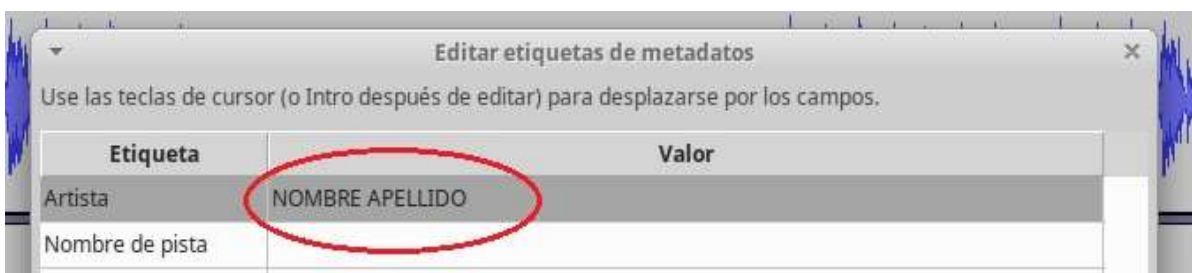 Editar etiquetas de metadatos
Use las teclas de cursor (o Intro después de editar) para desplazarse por los campos.
Etiqueta Valor
Artista NOMBRE APELLIDO
Nombre de pista